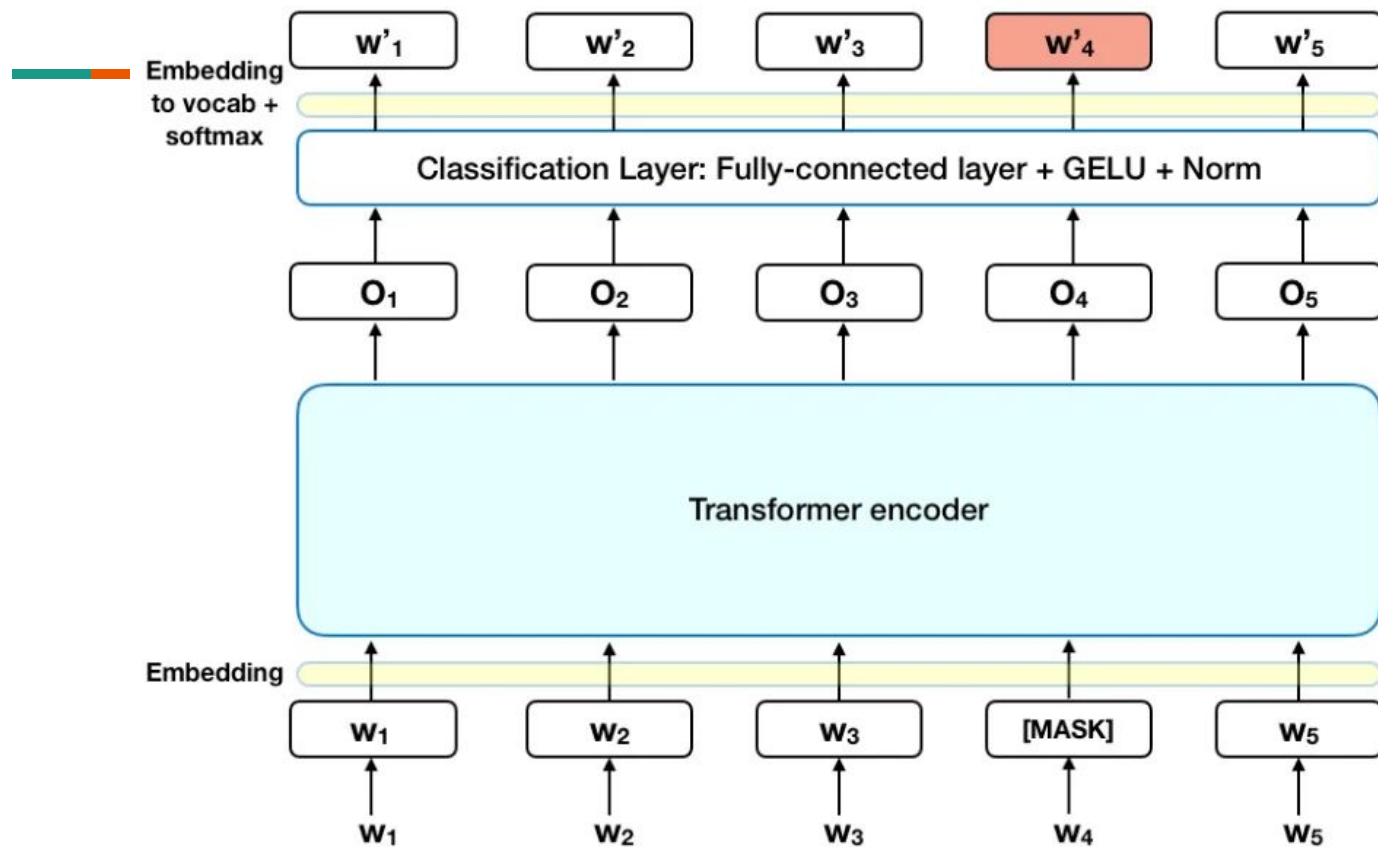 w'₁ w'₂ w'₃ w'₄ w'₅
Embedding
to vocab +
softmax
Classification Layer: Fully-connected layer + GELU + Norm
O₁ O₂ O₃ O₄ O₅
Transformer encoder
Embedding
w₁ w₂ w₃ [MASK] w₅
w₁ w₂ w₃ w₄ w₅